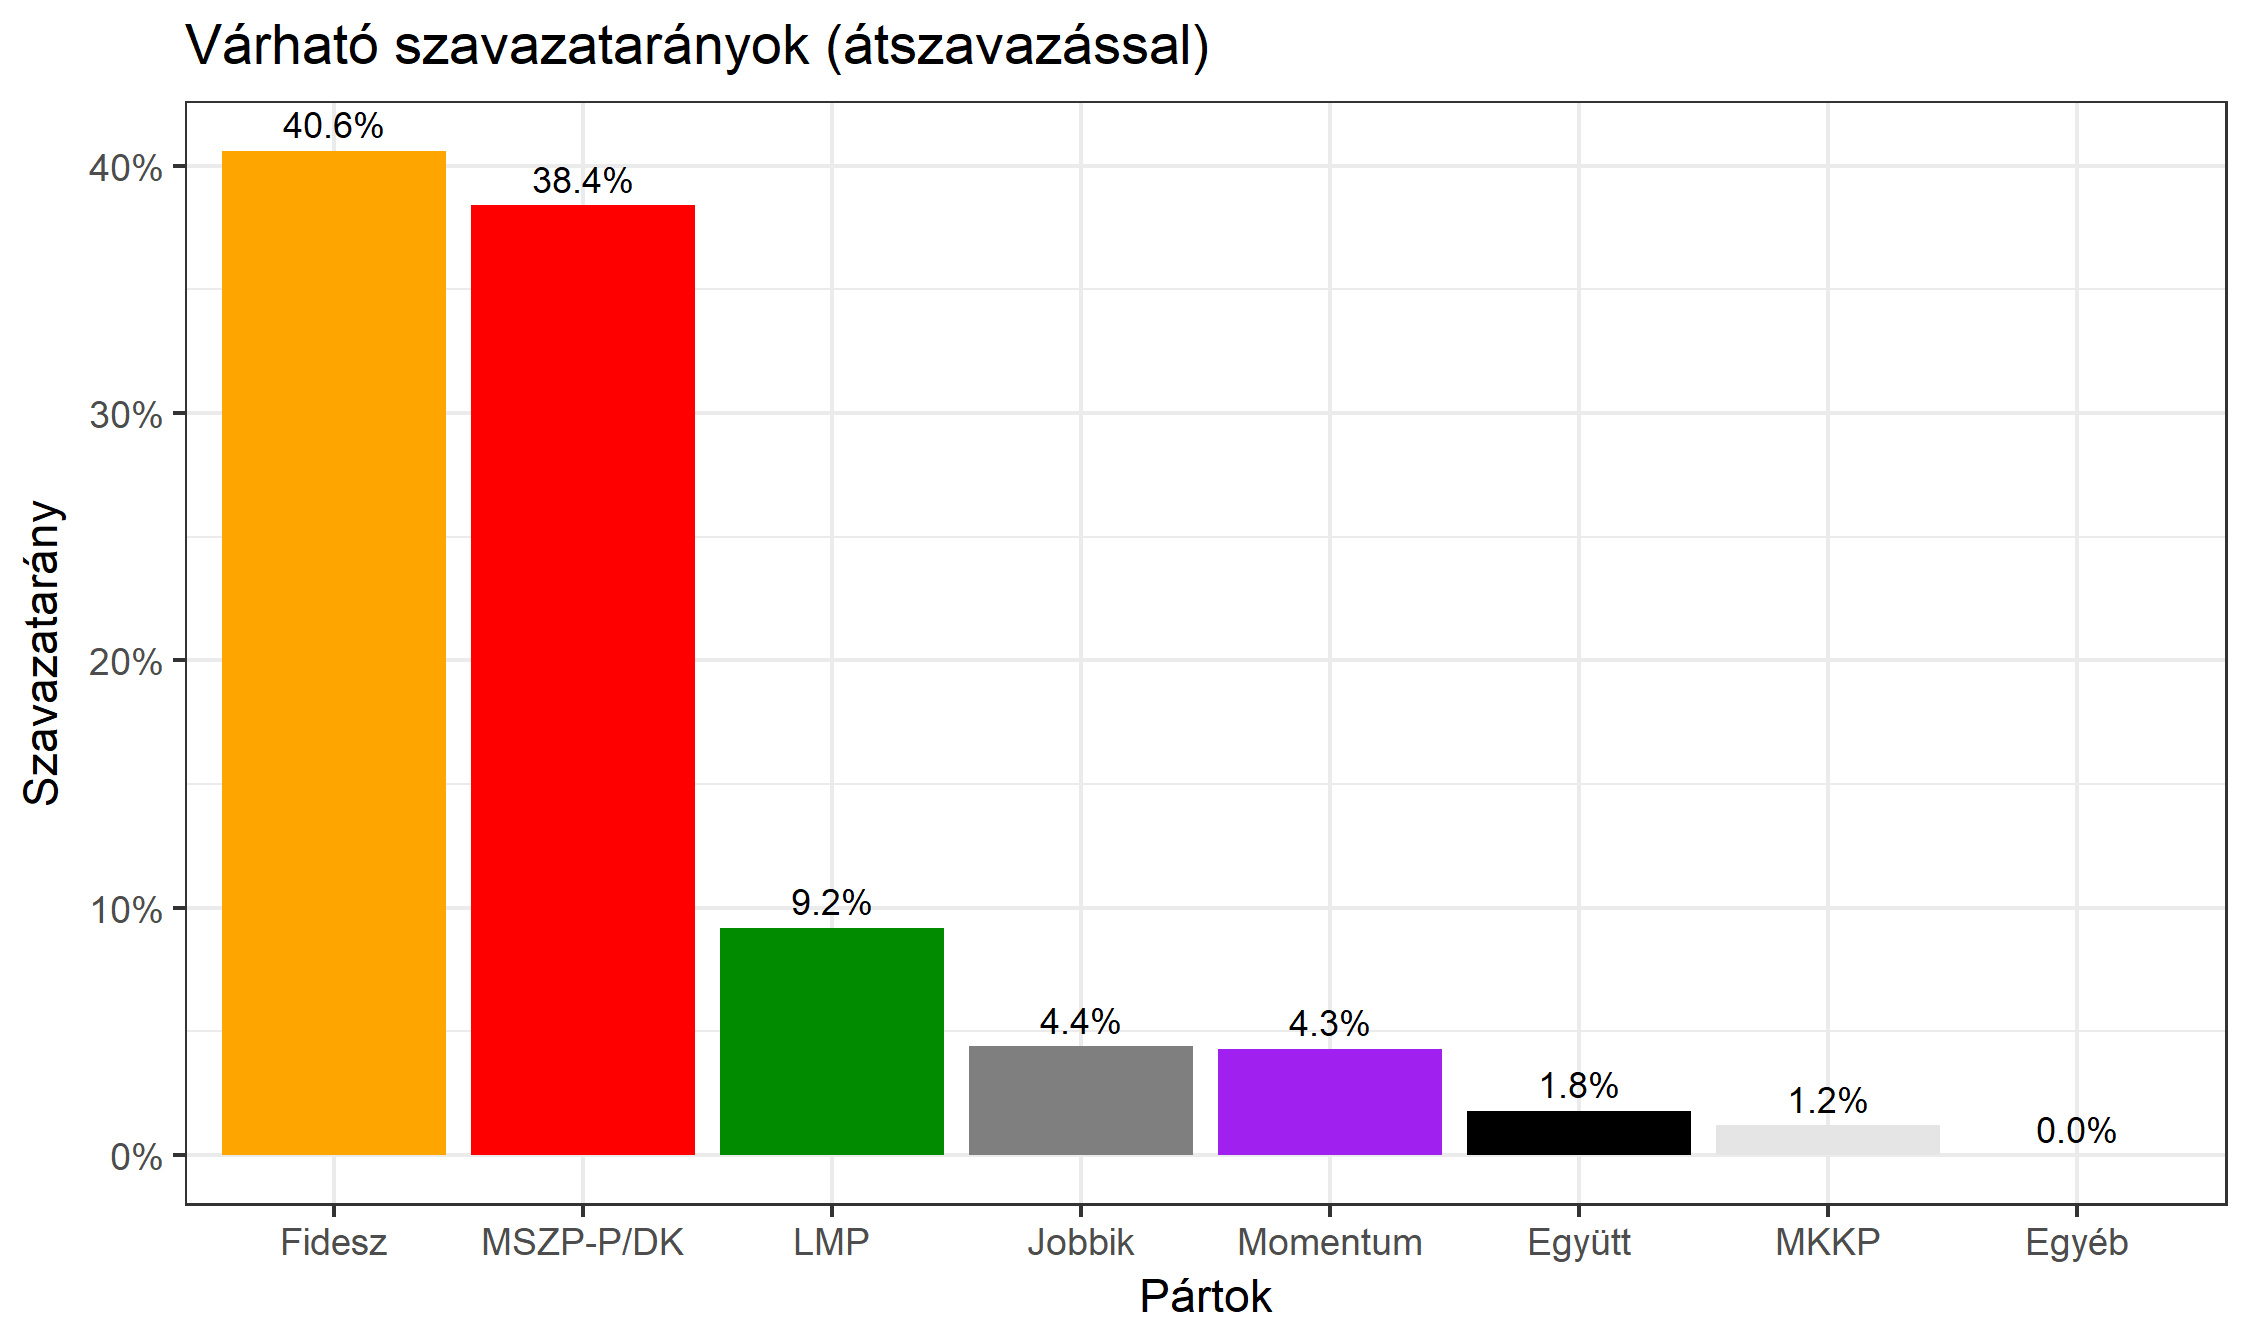 Várható szavazatarányok (átszavazással)
40.6%
38.4%
9.2%
4.4%
4.3%
1.8%
1.2%
0.0%
40%
30%
20%
10%
0%
Szavazatarány
Fidesz
MSZP-P/DK
LMP
Jobbik
Momentum
Együtt
MKKP
Egyéb
Pártok